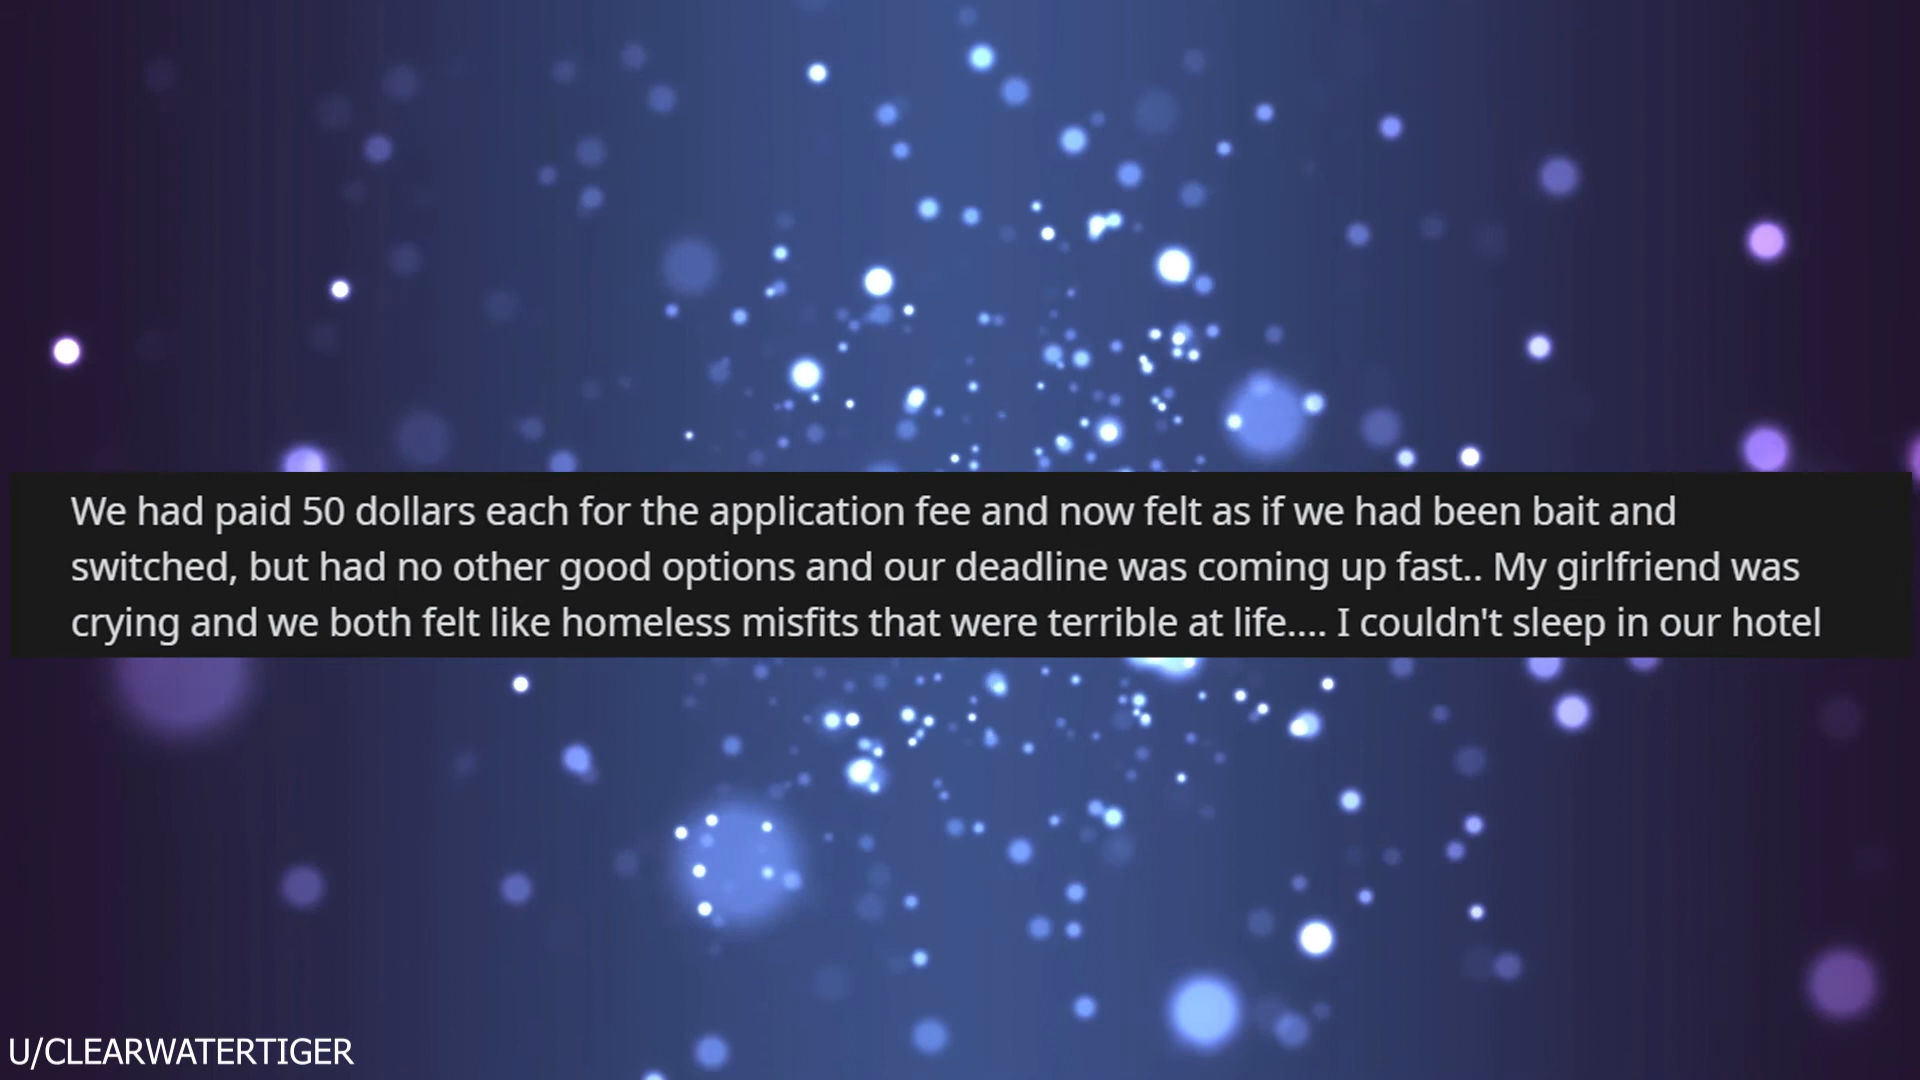 We had paid 50 dollars each for the application fee and now felt as if we had been bait and
switched, but had no other good options and our deadline was coming up fast.. My girlfriend was
crying and we both felt like homeless misfits that were terrible at life.... I couldn't sleep in our hotel
U/CLEARWATERTIGER